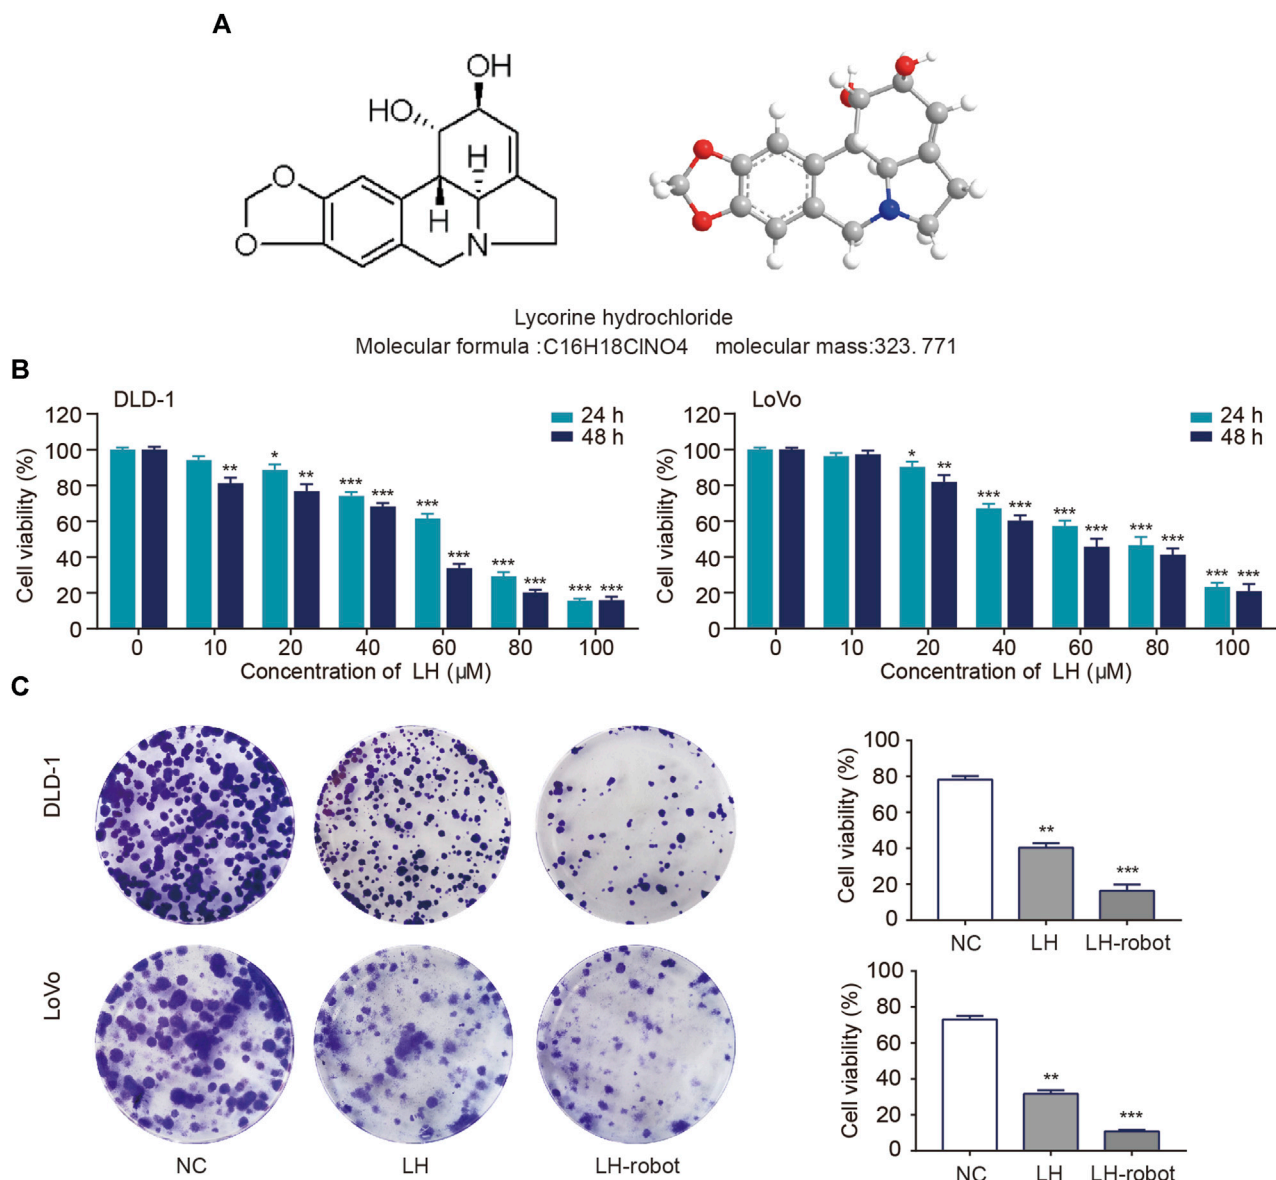 A
OH
HO
H
H
O
O
N
Lycorine hydrochloride
Molecular formula :C16H18ClNO4 molecular mass:323. 771
B
DLD-1
24 h
48 h
Cell viability (%)
120
100
80
60
40
20
0
** * ** *** *** *** *** *** *** *** ***
0 10 20 40 60 80 100
Concentration of LH (µM)
LoVo
24 h
48 h
Cell viability (%)
120
100
80
60
40
20
0
* ** *** *** *** *** *** *** *** ***
0 10 20 40 60 80 100
Concentration of LH (µM)
C
DLD-1
LoVo
NC LH LH-robot
Cell viability (%)
100
80
60
40
20
0
** ***
NC LH LH-robot
Cell viability (%)
100
80
60
40
20
0
** ***
NC LH LH-robot